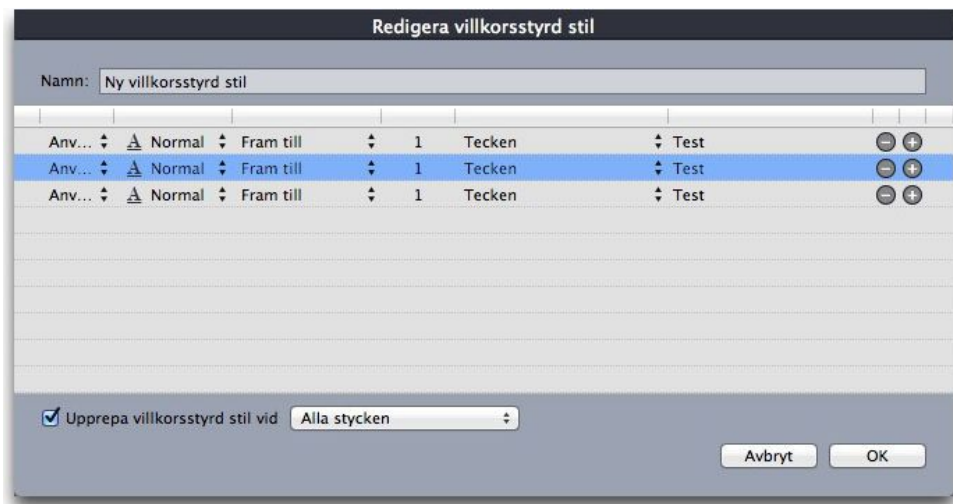 Redigera villkorsstyrd stil
Namn: Ny villkorsstyrd stil
Anv... A Normal Fram till 1 Tecken Test
Anv... A Normal Fram till 1 Tecken Test
Anv... A Normal Fram till 1 Tecken Test
Upprepa villkorsstyrd stil vid Alla stycken
Avbryt OK